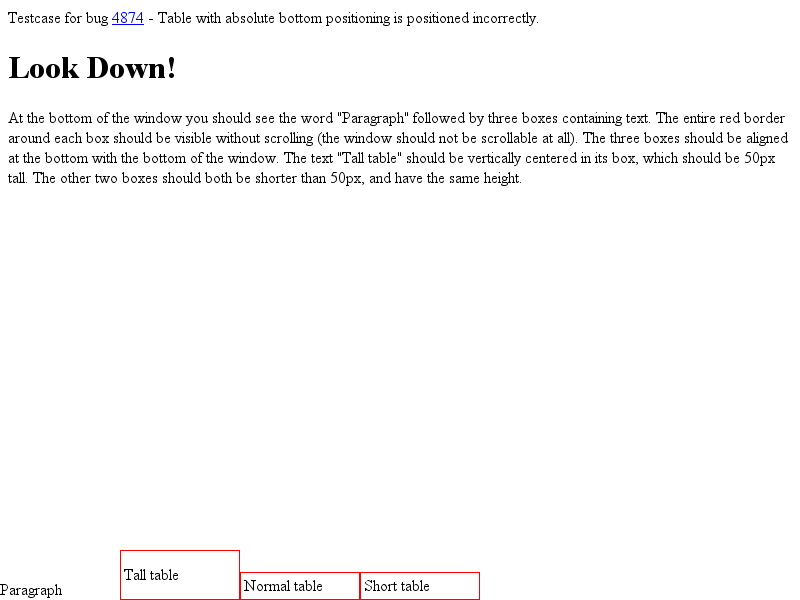 Testcase for bug 4874 - Table with absolute bottom positioning is positioned incorrectly.
Look Down!
At the bottom of the window you should see the word "Paragraph" followed by three boxes containing text. The entire red border
around each box should be visible without scrolling (the window should not be scrollable at all). The three boxes should be aligned
at the bottom with the bottom of the window. The text "Tall table" should be vertically centered in its box, which should be 50px
tall. The other two boxes should both be shorter than 50px, and have the same height.
Paragraph
Tall table
Normal table
Short table